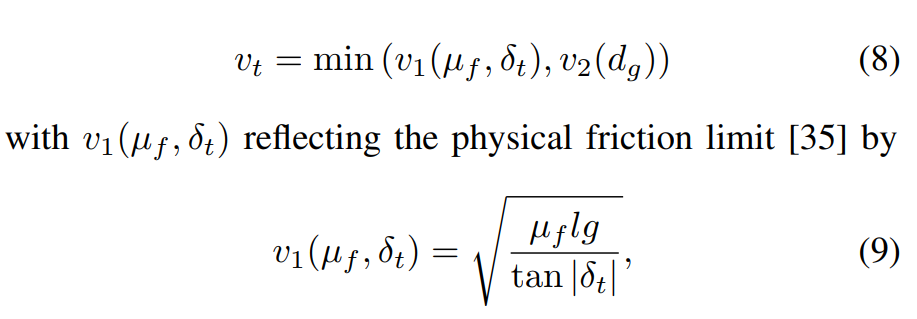 v_t = min (v_1(μ_f, δ_t), v_2(d_g)) (8)
with v_1(μ_f, δ_t) reflecting the physical friction limit [35] by
v_1(μ_f, δ_t) = √(μ_f l g / tan |δ_t|), (9)